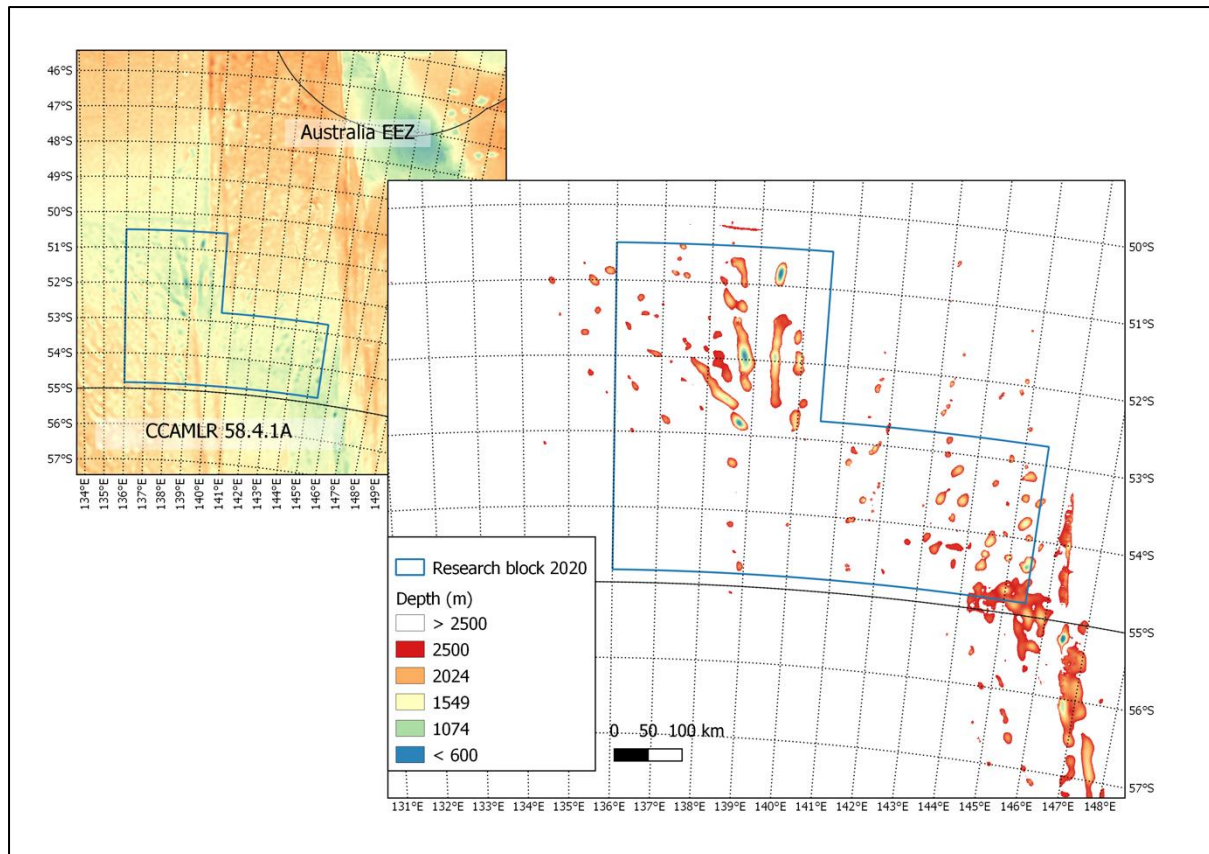 46°S
47°S
Australia EEZ
48°S
49°S
50°S
51°S
52°S
53°S
54°S
55°S
56°S
CCAMLR 58.4.1A
57°S
134°E 135°E 136°E 137°E 138°E 139°E 140°E 141°E 142°E 143°E 144°E 145°E 146°E 147°E 148°E 149°E
50°S
51°S
52°S
53°S
54°S
55°S
56°S
57°S
Research block 2020
Depth (m)
> 2500
2500
2024
1549
1074
< 600
0 50 100 km
131°E 132°E 133°E 134°E 135°E 136°E 137°E 138°E 139°E 140°E 141°E 142°E 143°E 144°E 145°E 146°E 147°E 148°E